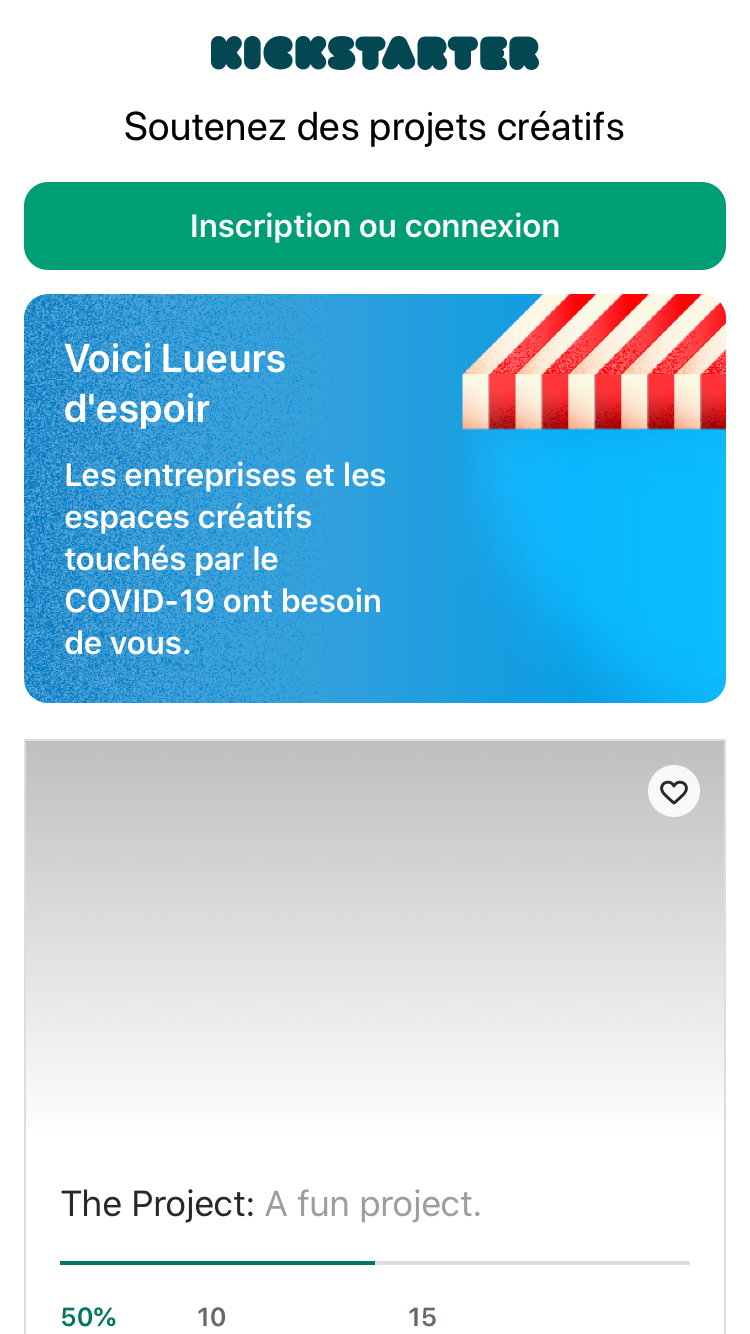 KICKSTARTER
Soutenez des projets créatifs
Inscription ou connexion
Voici Lueurs
d'espoir
Les entreprises et les
espaces créatifs
touchés par le
COVID-19 ont besoin
de vous.
The Project: A fun project.
50% 10 15